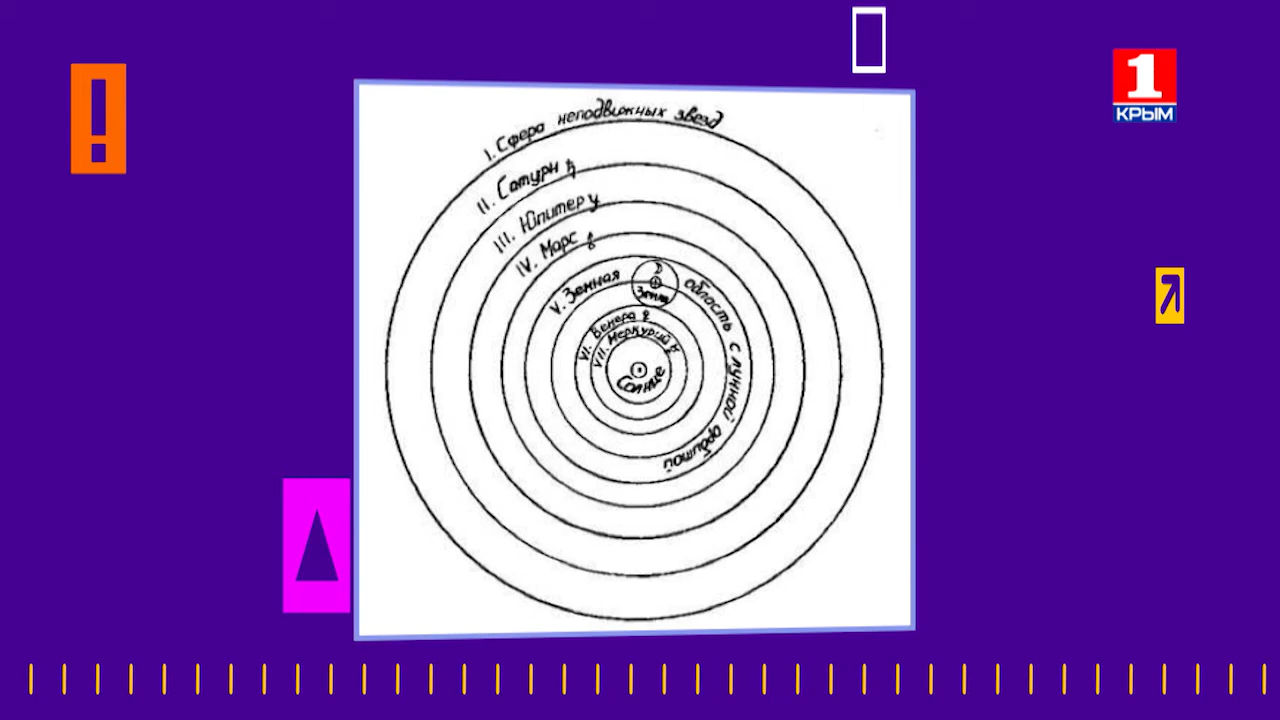 1
КРЫМ
I. Сфера неподвижных звезд
II. Сатурн ♄
III. Юпитер ♃
IV. Марс ♂
V. Земная область с лунной орбитой
Земля
VI. Венера ♀
VII. Меркурий ☿
Солнце